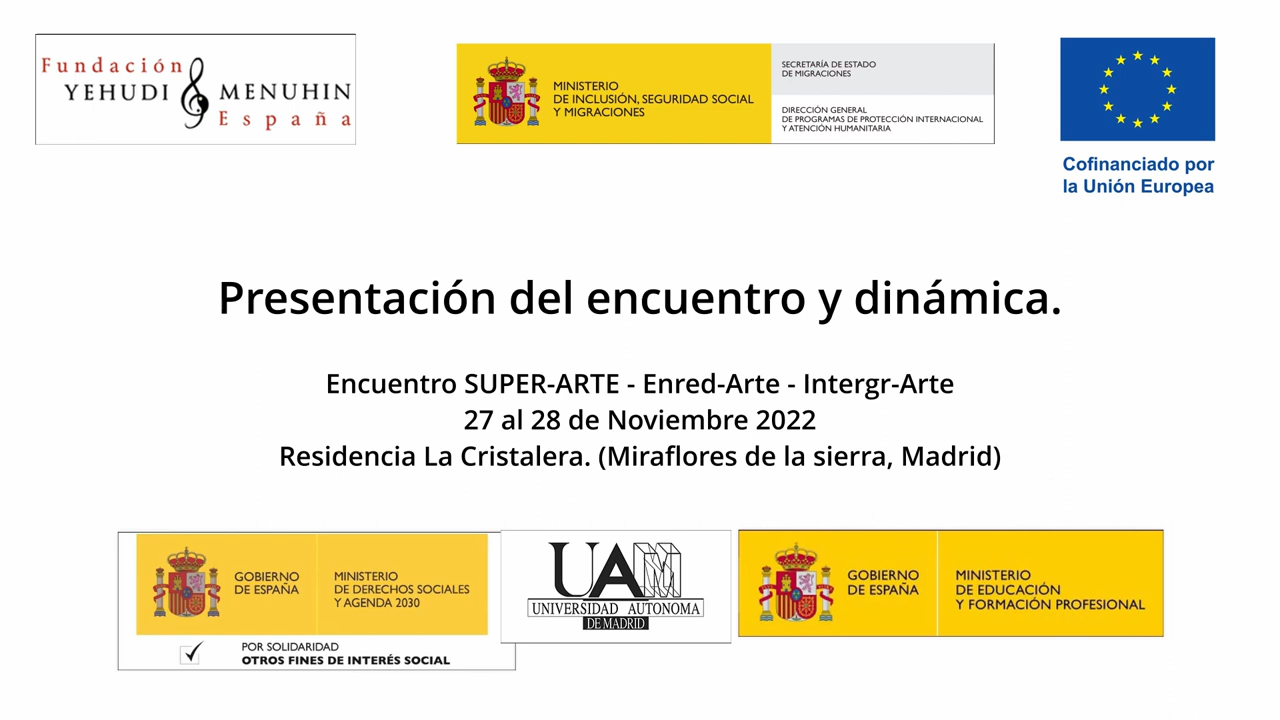 Fundación
YEHUDI MENUHIN
España
MINISTERIO
DE INCLUSIÓN, SEGURIDAD SOCIAL
Y MIGRACIONES
SECRETARÍA DE ESTADO
DE MIGRACIONES
DIRECCIÓN GENERAL
DE PROGRAMAS DE PROTECCIÓN INTERNACIONAL
Y ATENCIÓN HUMANITARIA
Cofinanciado por
la Unión Europea
Presentación del encuentro y dinámica.
Encuentro SUPER-ARTE - Enred-Arte - Intergr-Arte
27 al 28 de Noviembre 2022
Residencia La Cristalera. (Miraflores de la sierra, Madrid)
GOBIERNO
DE ESPAÑA
MINISTERIO
DE DERECHOS SOCIALES
Y AGENDA 2030
POR SOLIDARIDAD
OTROS FINES DE INTERÉS SOCIAL
UAM
UNIVERSIDAD AUTONOMA
DE MADRID
GOBIERNO
DE ESPAÑA
MINISTERIO
DE EDUCACIÓN
Y FORMACIÓN PROFESIONAL